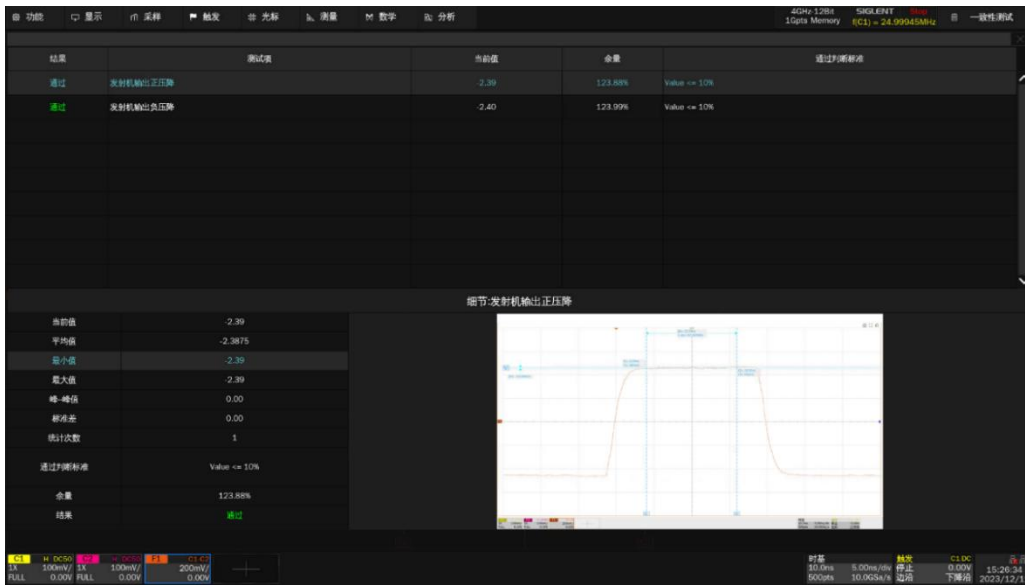 功能 显示 采样 触发 光标 测量 数学 分析 4GHz-12Bit SIGLENT Stop 一致性测试
1Gpts Memory f(C1) = 24.99945MHz
结果 测试项 当前值 余量 通过判断标准
通过 发射机输出正压降 -2.39 123.88% Value <= 10%
通过 发射机输出负压降 -2.40 123.99% Value <= 10%
细节:发射机输出正压降
当前值 -2.39
平均值 -2.3875
最小值 -2.39
最大值 -2.39
峰-峰值 0.00
标准差 0.00
统计次数 1
通过判断标准 Value <= 10%
余量 123.88%
结果 通过
C1 H DC50 C2 H DC50 F1 C1-C2 时基 触发 C1 DC
1X 100mV/ 1X 100mV/ 200mV/ 10.0ns 5.00ns/div 停止 0.00V 15:26:34
FULL 0.00V FULL 0.00V 0.00V 500pts 10.0GSa/s 边沿 下降沿